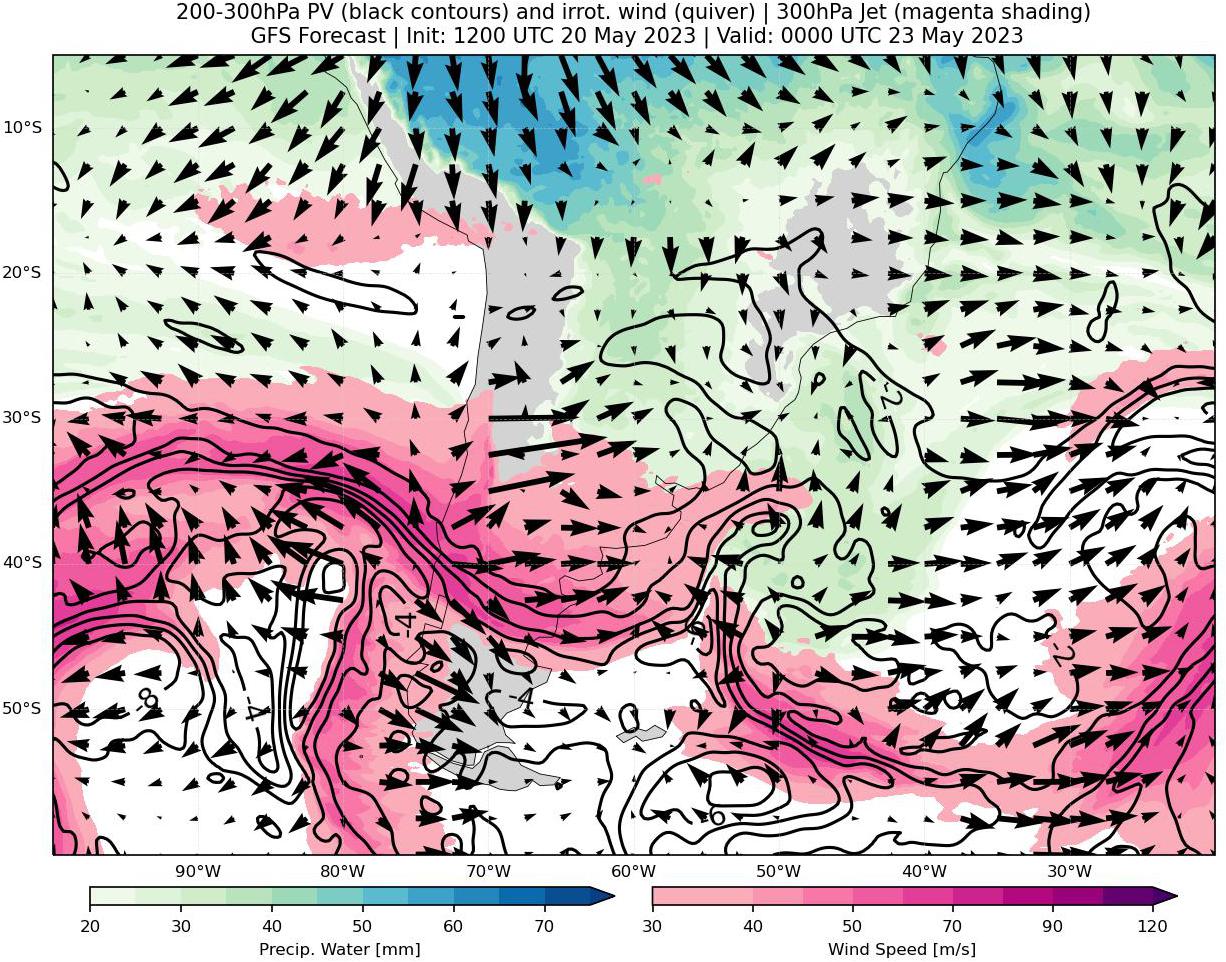 200-300hPa PV (black contours) and irrot. wind (quiver) | 300hPa Jet (magenta shading)
GFS Forecast | Init: 1200 UTC 20 May 2023 | Valid: 0000 UTC 23 May 2023
10°S
20°S
30°S
40°S
50°S
-2
-4
-6
-2
-8
-4
-4
-6
90°W 80°W 70°W 60°W 50°W 40°W 30°W
20 30 40 50 60 70
Precip. Water [mm]
30 40 50 70 90 120
Wind Speed [m/s]